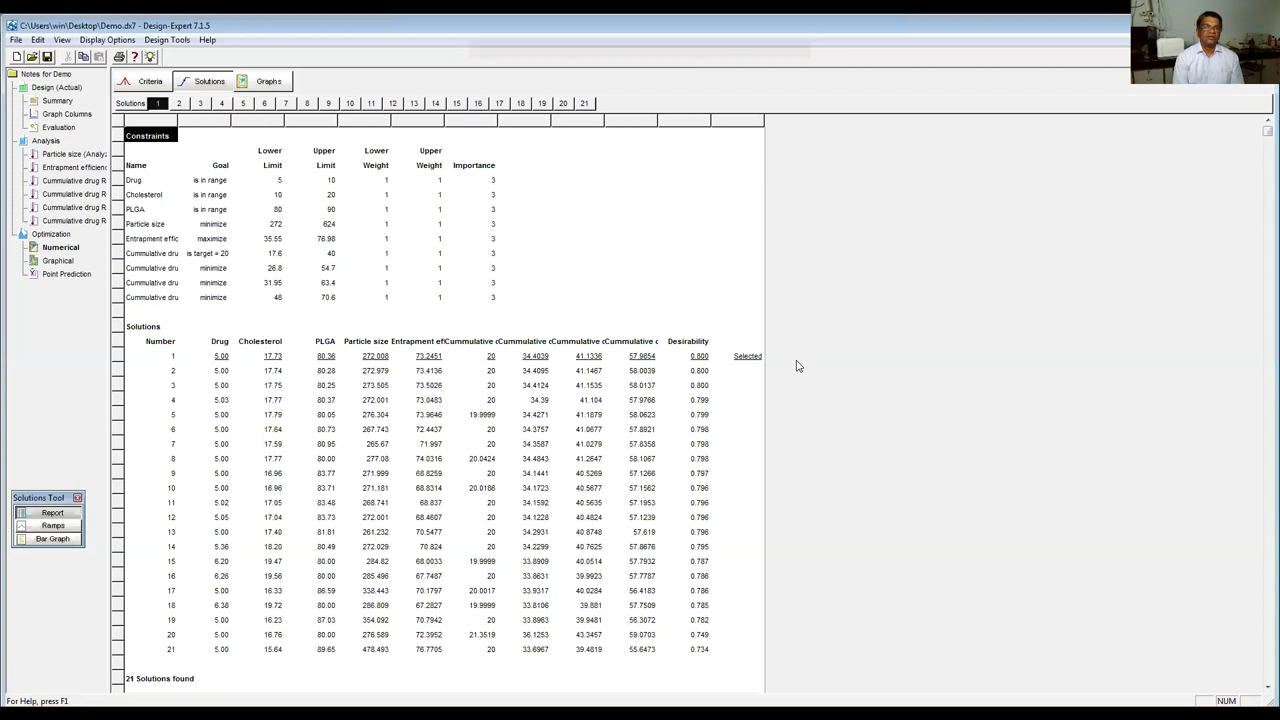 C:\Users\win\Desktop\Demo.dx7 - Design-Expert 7.1.5
File Edit View Display Options Design Tools Help
Notes for Demo
Design (Actual)
Summary
Graph Columns
Evaluation
Analysis
Particle size (Analyz
Entrapment efficienc
Cummulative drug R
Cummulative drug R
Cummulative drug R
Cummulative drug R
Optimization
Numerical
Graphical
Point Prediction
Solutions Tool
Report
Ramps
Bar Graph
Criteria Solutions Graphs
Solutions 1 2 3 4 5 6 7 8 9 10 11 12 13 14 15 16 17 18 19 20 21
Constraints
Lower Upper Lower Upper
Name Goal Limit Limit Weight Weight Importance
Drug is in range 5 10 1 1 3
Cholesterol is in range 10 20 1 1 3
PLGA is in range 80 90 1 1 3
Particle size minimize 272 624 1 1 3
Entrapment effic maximize 35.55 76.98 1 1 3
Cummulative dru is target = 20 17.6 40 1 1 3
Cummulative dru minimize 26.8 54.7 1 1 3
Cummulative dru minimize 31.95 63.4 1 1 3
Cummulative dru minimize 48 70.6 1 1 3
Solutions
Number Drug Cholesterol PLGA Particle size Entrapment eff Cummulative c Cummulative c Cummulative c Cummulative c Desirability
1 5.00 17.73 80.36 272.008 73.2451 20 34.4039 41.1336 57.9854 0.800 Selected
2 5.00 17.74 80.28 272.979 73.4136 20 34.4095 41.1467 58.0039 0.800
3 5.00 17.75 80.25 273.505 73.5026 20 34.4124 41.1535 58.0137 0.800
4 5.03 17.77 80.37 272.001 73.0483 20 34.39 41.104 57.9766 0.799
5 5.00 17.79 80.05 276.304 73.9646 19.9999 34.4271 41.1879 58.0623 0.799
6 5.00 17.64 80.73 267.743 72.4437 20 34.3757 41.0677 57.8921 0.798
7 5.00 17.59 80.95 265.67 71.997 20 34.3587 41.0279 57.8358 0.798
8 5.00 17.77 80.00 277.08 74.0316 20.0424 34.4843 41.2647 58.1067 0.798
9 5.00 16.96 83.77 271.999 68.8259 20 34.1441 40.5269 57.1266 0.797
10 5.00 16.96 83.71 271.181 68.8314 20.0186 34.1723 40.5677 57.1562 0.796
11 5.02 17.05 83.48 268.741 68.837 20 34.1592 40.5635 57.1953 0.796
12 5.05 17.04 83.73 272.001 68.4607 20 34.1228 40.4824 57.1239 0.796
13 5.00 17.40 81.81 261.232 70.5477 20 34.2931 40.8748 57.619 0.796
14 5.36 18.20 80.49 272.029 70.824 20 34.2299 40.7625 57.8676 0.795
15 6.20 19.47 80.00 284.82 68.0033 19.9999 33.8909 40.0514 57.7932 0.787
16 6.26 19.56 80.00 285.496 67.7487 20 33.8631 39.9923 57.7787 0.786
17 5.00 16.33 86.59 338.443 70.1797 20.0017 33.9317 40.0284 56.4183 0.786
18 6.38 19.72 80.00 286.809 67.2827 19.9999 33.8106 39.881 57.7509 0.785
19 5.00 16.23 87.03 354.092 70.7942 20 33.8963 39.9481 56.3072 0.782
20 5.00 16.76 80.00 276.589 72.3952 21.3519 36.1253 43.3457 59.0703 0.749
21 5.00 15.64 89.65 478.493 76.7705 20 33.6967 39.4819 55.6473 0.734
21 Solutions found
For Help, press F1
NUM